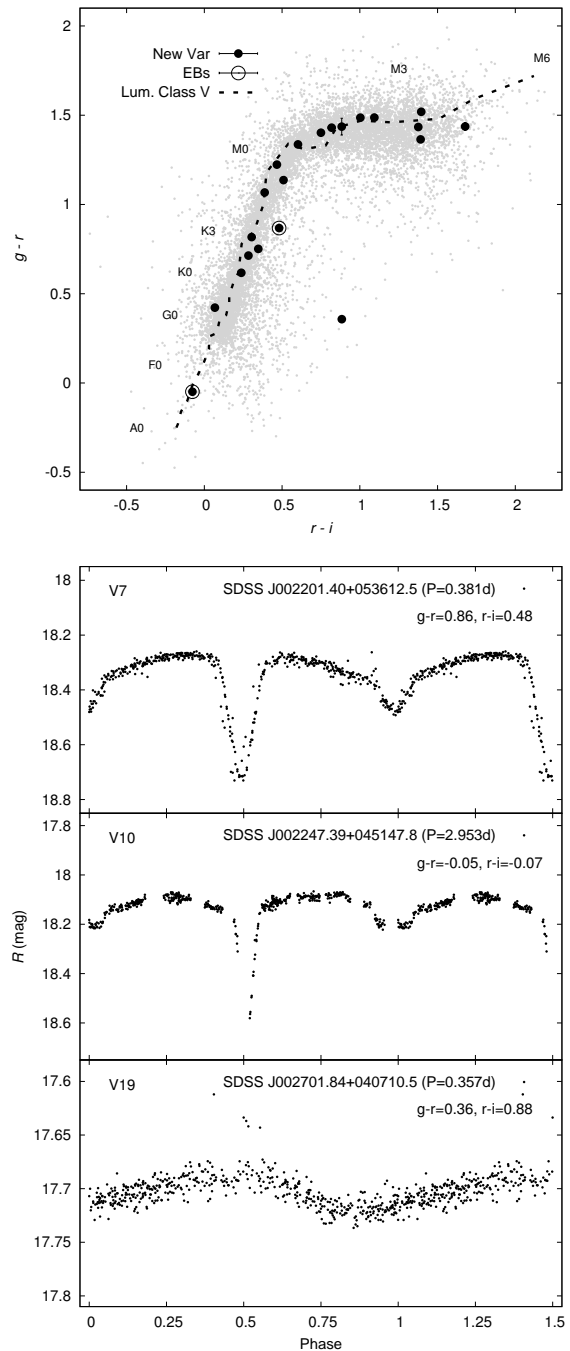 2
1.5
1
0.5
0
-0.5
g - r
New Var
EBs
Lum. Class V
M6
M3
M0
K3
K0
G0
F0
A0
-0.5 0 0.5 1 1.5 2
r - i
18
18.2
18.4
18.6
18.8
V7
SDSS J002201.40+053612.5 (P=0.381d)
g-r=0.86, r-i=0.48
17.8
18
18.2
18.4
18.6
R (mag)
V10
SDSS J002247.39+045147.8 (P=2.953d)
g-r=-0.05, r-i=-0.07
17.6
17.65
17.7
17.75
17.8
V19
SDSS J002701.84+040710.5 (P=0.357d)
g-r=0.36, r-i=0.88
0 0.25 0.5 0.75 1 1.25 1.5
Phase